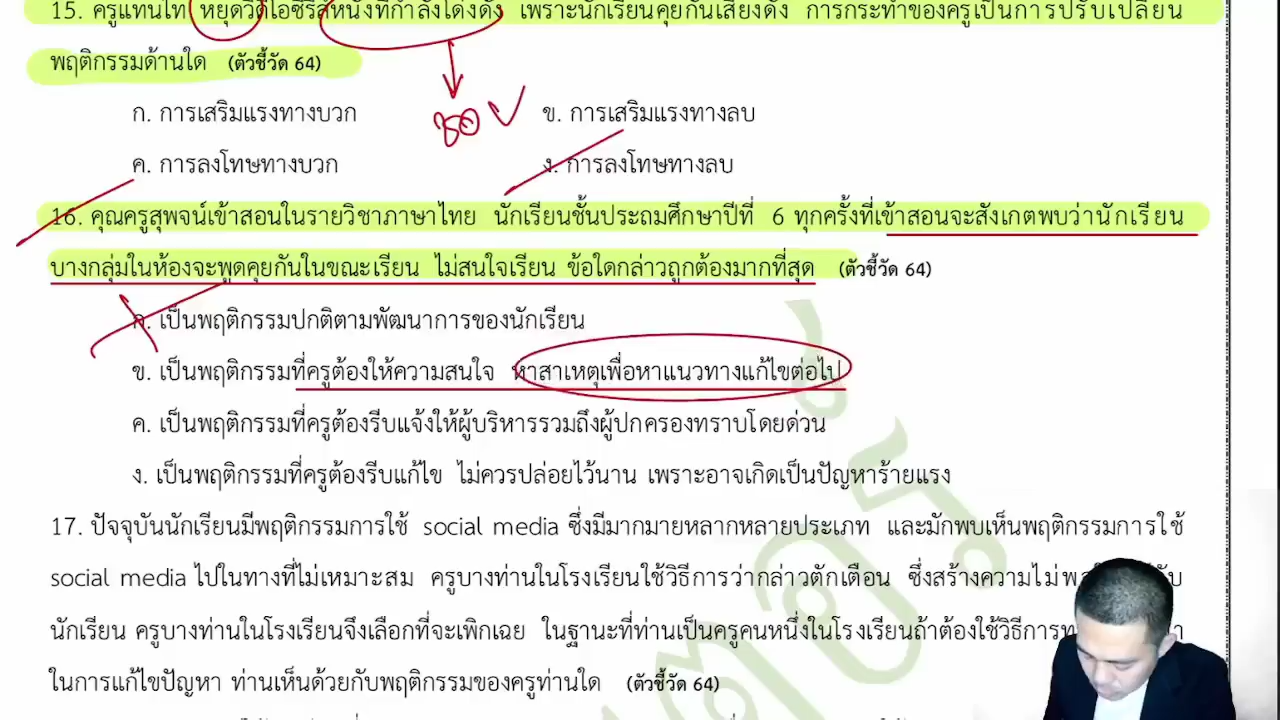 15. ครูแทนไท หยุดวีดีโอซีรีส์หนังที่กำลังโด่งดัง เพราะนักเรียนคุยกันเสียงดัง การกระทำของครูเป็นการปรับเปลี่ยน
พฤติกรรมด้านใด (ตัวชี้วัด 64)
ก. การเสริมแรงทางบวก ข. การเสริมแรงทางลบ
ค. การลงโทษทางบวก ง. การลงโทษทางลบ
16. คุณครูสุพจน์เข้าสอนในรายวิชาภาษาไทย นักเรียนชั้นประถมศึกษาปีที่ 6 ทุกครั้งที่เข้าสอนจะสังเกตพบว่านักเรียน
บางกลุ่มในห้องจะพูดคุยกันในขณะเรียน ไม่สนใจเรียน ข้อใดกล่าวถูกต้องมากที่สุด (ตัวชี้วัด 64)
ก. เป็นพฤติกรรมปกติตามพัฒนาการของนักเรียน
ข. เป็นพฤติกรรมที่ครูต้องให้ความสนใจ หาสาเหตุเพื่อหาแนวทางแก้ไขต่อไป
ค. เป็นพฤติกรรมที่ครูต้องรีบแจ้งให้ผู้บริหารรวมถึงผู้ปกครองทราบโดยด่วน
ง. เป็นพฤติกรรมที่ครูต้องรีบแก้ไข ไม่ควรปล่อยไว้นาน เพราะอาจเกิดเป็นปัญหาร้ายแรง
17. ปัจจุบันนักเรียนมีพฤติกรรมการใช้ social media ซึ่งมีมากมายหลากหลายประเภท และมักพบเห็นพฤติกรรมการใช้
social media ไปในทางที่ไม่เหมาะสม ครูบางท่านในโรงเรียนใช้วิธีการว่ากล่าวตักเตือน ซึ่งสร้างความไม่
นักเรียน ครูบางท่านในโรงเรียนจึงเลือกที่จะเพิกเฉย ในฐานะที่ท่านเป็นครูคนหนึ่งในโรงเรียนถ้าต้องใช้วิธีการ
ในการแก้ไขปัญหา ท่านเห็นด้วยกับพฤติกรรมของครูท่านใด (ตัวชี้วัด 64)